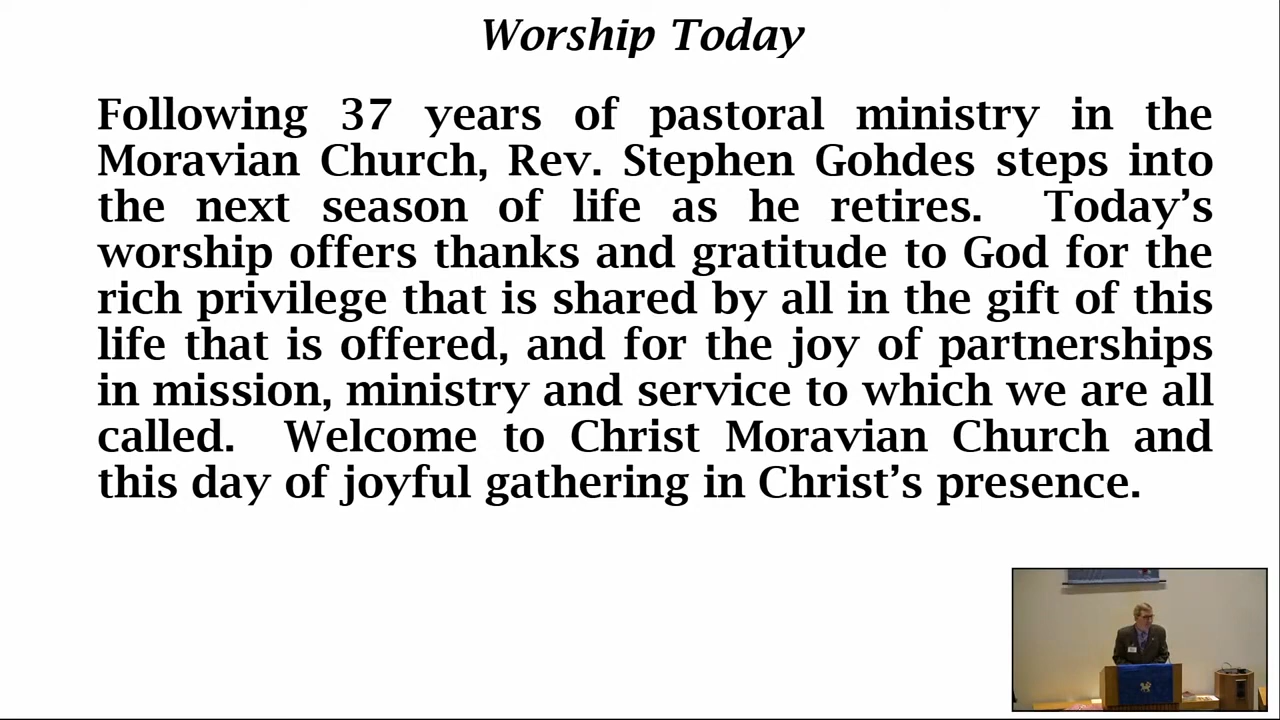 Worship Today
Following 37 years of pastoral ministry in the
Moravian Church, Rev. Stephen Gohdes steps into
the next season of life as he retires.  Today’s
worship offers thanks and gratitude to God for the
rich privilege that is shared by all in the gift of this
life that is offered, and for the joy of partnerships
in mission, ministry and service to which we are all
called.  Welcome to Christ Moravian Church and
this day of joyful gathering in Christ’s presence.